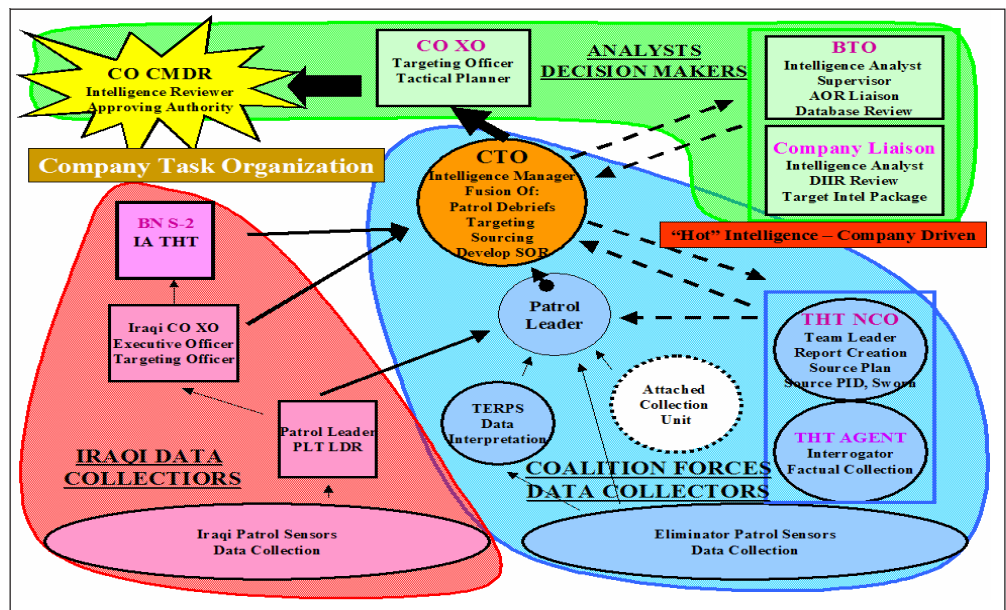 CO CMDR
Intelligence Reviewer
Approving Authority
CO XO
Targeting Officer
Tactical Planner
ANALYSTS
DECISION MAKERS
BTO
Intelligence Analyst
Supervisor
AOR Liaison
Database Review
Company Liaison
Intelligence Analyst
DIIR Review
Target Intel Package
Company Task Organization
CTO
Intelligence Manager
Fusion Of:
Patrol Debriefs
Targeting
Sourcing
Develop SOR
"Hot" Intelligence – Company Driven
BN S-2
IA THT
Iraqi CO XO
Executive Officer
Targeting Officer
Patrol Leader
PLT LDR
IRAQI DATA
COLLECTIORS
Patrol
Leader
TERPS
Data
Interpretation
Attached
Collection
Unit
THT NCO
Team Leader
Report Creation
Source Plan
Source PID, Sworn
THT AGENT
Interrogator
Factual Collection
COALITION FORCES
DATA COLLECTORS
Iraqi Patrol Sensors
Data Collection
Eliminator Patrol Sensors
Data Collection